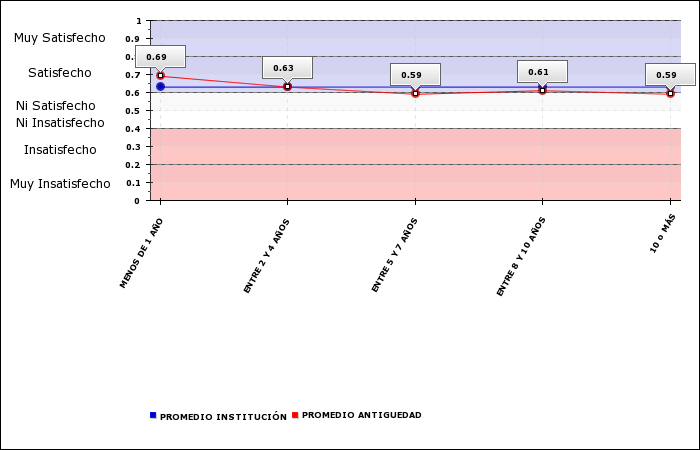 1
Muy Satisfecho
0.9
0.8
Satisfecho
0.7
0.6
Ni Satisfecho
Ni Insatisfecho
0.5
0.4
Insatisfecho
0.3
0.2
Muy Insatisfecho
0.1
0
0.69
0.63
0.59
0.61
0.59
MENOS DE 1 AÑO
ENTRE 2 Y 4 AÑOS
ENTRE 5 Y 7 AÑOS
ENTRE 8 Y 10 AÑOS
10 o MÁS
PROMEDIO INSTITUCIÓN
PROMEDIO ANTIGUEDAD